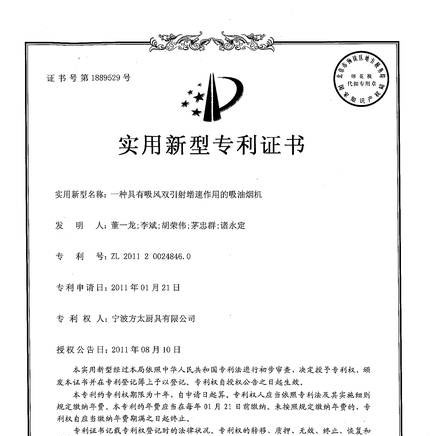 证书号第1889529号
印花税
代扣专用章
国家知识产权
实用新型专利证书
实用新型名称：一种具有吸风双引射增速作用的吸油烟机
发明人：董一龙;李斌;胡荣伟;茅忠群;诸永定
专利号：ZL 2011 2 0024846.0
专利申请日：2011年01月21日
专利权人：宁波方太厨具有限公司
授权公告日：2011年08月10日
本实用新型经过本局依照中华人民共和国专利法进行初步审查，决定授予专利权，颁
发本证书并在专利登记簿上予以登记。专利权自授权公告之日起生效。
本专利的专利权期限为十年，自申请日起算。专利权人应当依照专利法及其实施细则
规定缴纳年费。本专利的年费应当在每年01月21日前缴纳。未按照规定缴纳年费的，专
利权自应当缴纳年费期满之日起终止。
专利证书记载专利权登记时的法律状况。专利权的转移、质押、无效、终止、恢复和